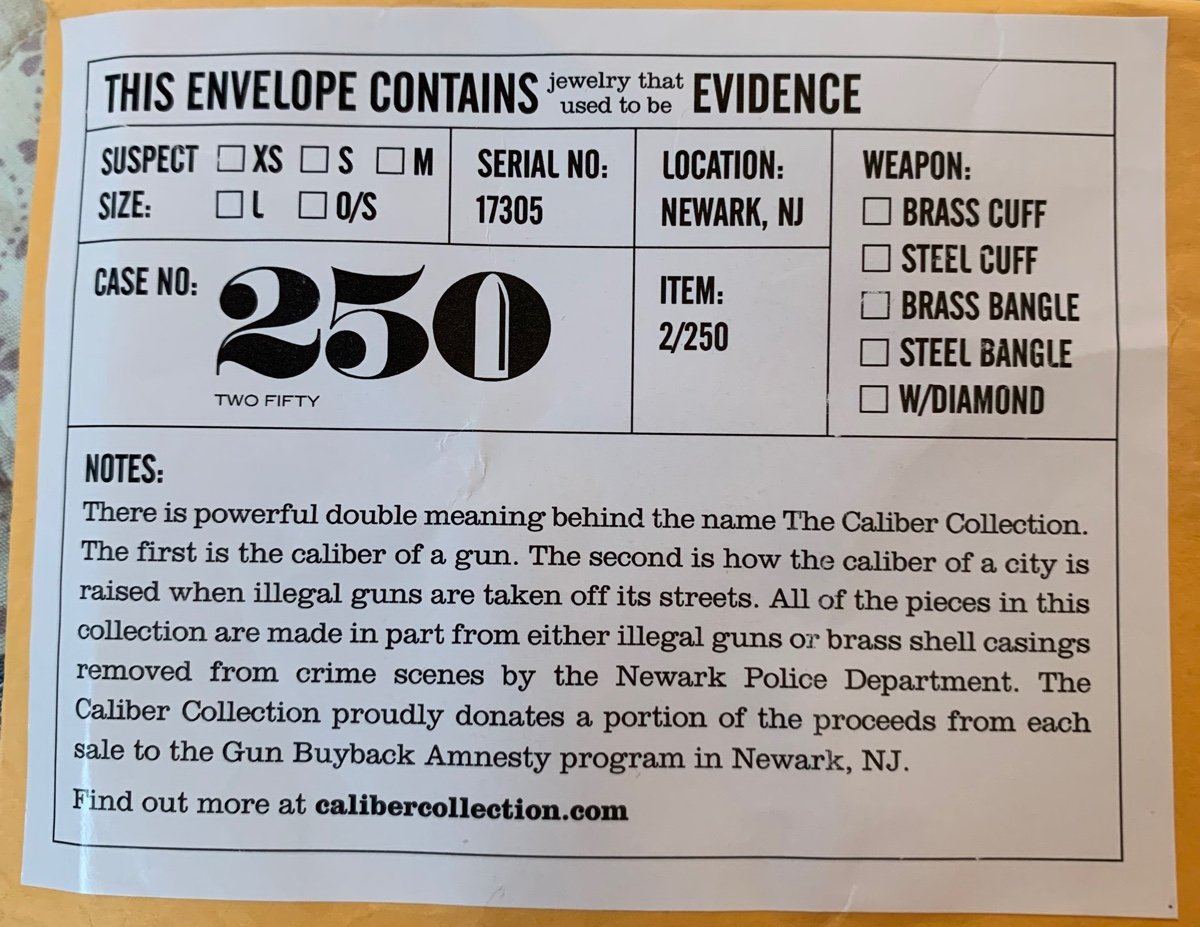 THIS ENVELOPE CONTAINS jewelry that used to be EVIDENCE
SUSPECT ☐ XS ☐ S ☐ M
SIZE: ☐ L ☐ O/S
SERIAL NO:
17305
LOCATION:
NEWARK, NJ
WEAPON:
☐ BRASS CUFF
☐ STEEL CUFF
☐ BRASS BANGLE
☐ STEEL BANGLE
☐ W/DIAMOND
CASE NO: 250
TWO FIFTY
ITEM:
2/250
NOTES:
There is powerful double meaning behind the name The Caliber Collection.
The first is the caliber of a gun. The second is how the caliber of a city is
raised when illegal guns are taken off its streets. All of the pieces in this
collection are made in part from either illegal guns or brass shell casings
removed from crime scenes by the Newark Police Department. The
Caliber Collection proudly donates a portion of the proceeds from each
sale to the Gun Buyback Amnesty program in Newark, NJ.
Find out more at calibercollection.com